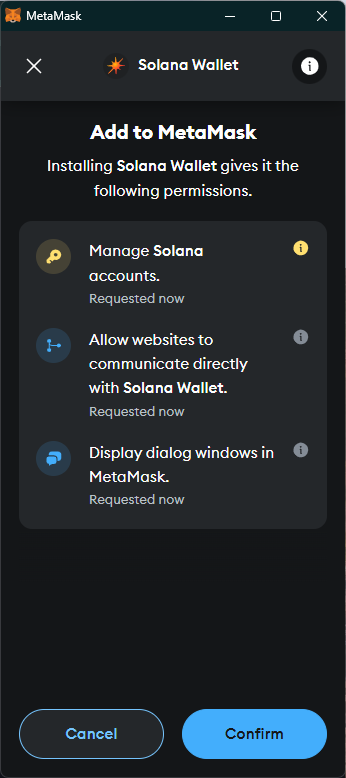 MetaMask
Solana Wallet
Add to MetaMask
Installing Solana Wallet gives it the
following permissions.
Manage Solana
accounts.
Requested now
Allow websites to
communicate directly
with Solana Wallet.
Requested now
Display dialog windows in
MetaMask.
Requested now
Cancel
Confirm